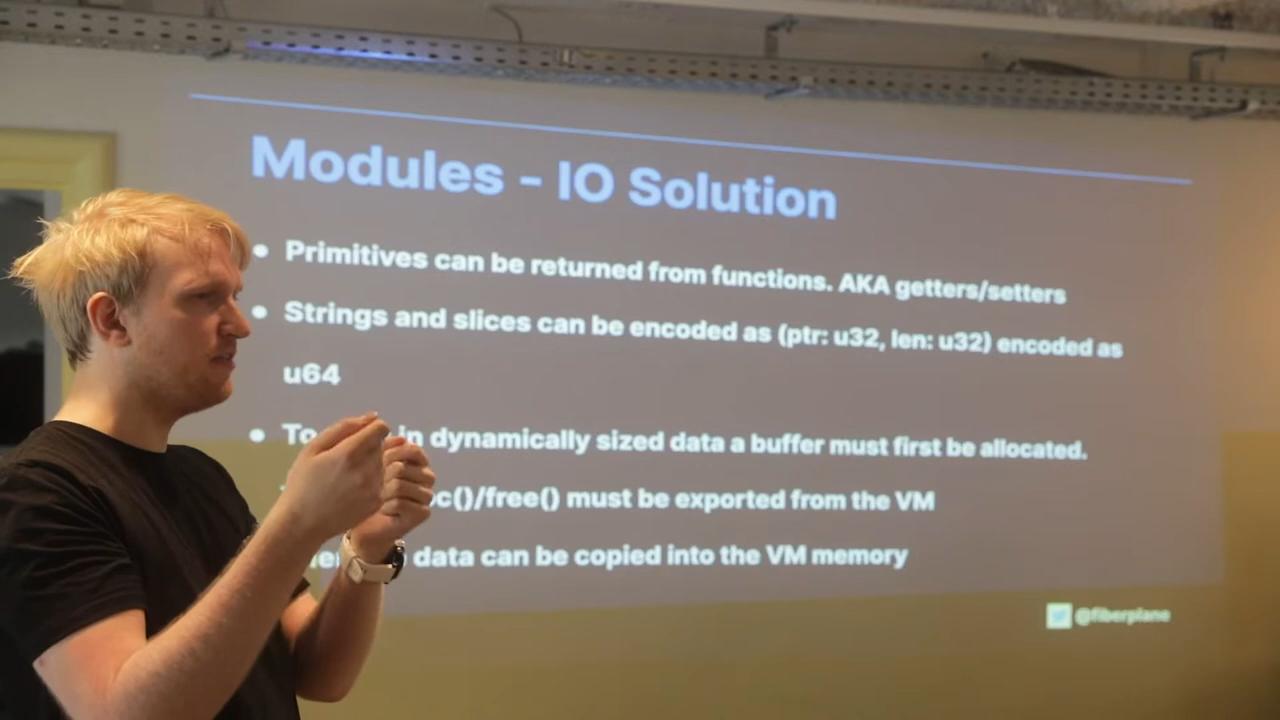 Modules - IO Solution
• Primitives can be returned from functions. AKA getters/setters
• Strings and slices can be encoded as (ptr: u32, len: u32) encoded as
u64
• To in dynamically sized data a buffer must first be allocated.
c()/free() must be exported from the VM
data can be copied into the VM memory
@fiberplane